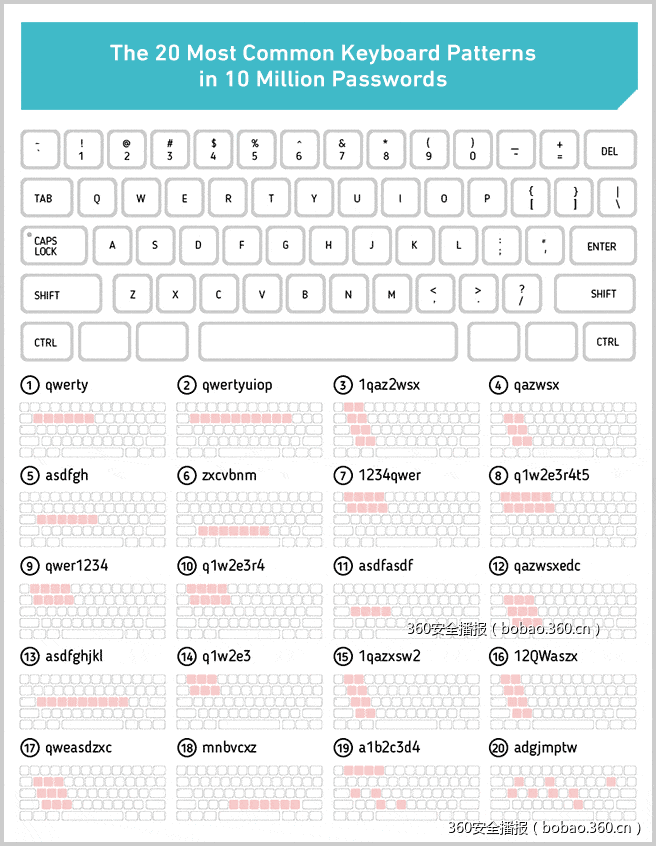 The 20 Most Common Keyboard Patterns
in 10 Million Passwords
~ ! @ # $ % ^ & * ( ) — +
` 1 2 3 4 5 6 7 8 9 0 - = DEL
TAB Q W E R T Y U I O P { } |
[ ] \
CAPS
LOCK A S D F G H J K L : " ENTER
; '
SHIFT Z X C V B N M < > ? SHIFT
, . /
CTRL CTRL
1 qwerty 2 qwertyuiop 3 1qaz2wsx 4 qazwsx
5 asdfgh 6 zxcvbnm 7 1234qwer 8 q1w2e3r4t5
9 qwer1234 10 q1w2e3r4 11 asdfasdf 12 qazwsxedc
360安全播报（bobao.360.cn）
13 asdfghjkl 14 q1w2e3 15 1qazxsw2 16 12QWaszx
17 qweasdzxc 18 mnbvcxz 19 a1b2c3d4 20 adgjmptw
360安全播报（bobao.360.cn）